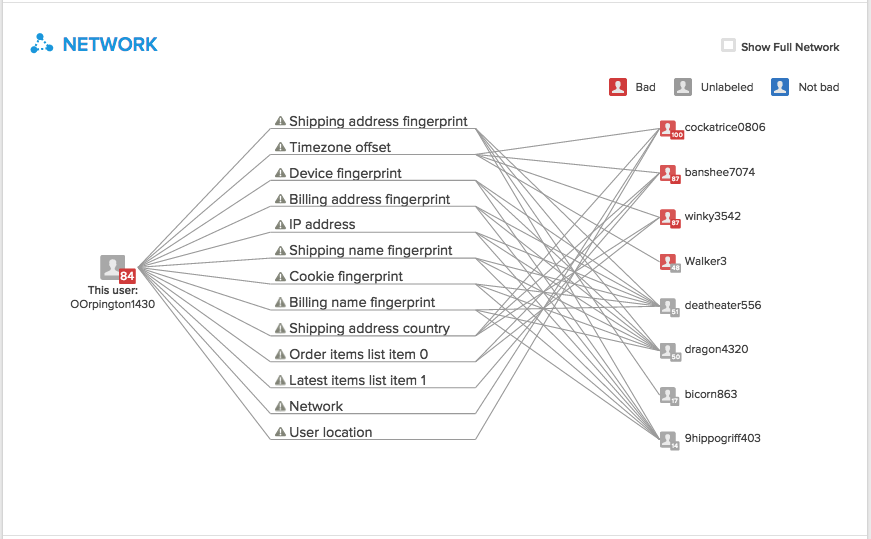 NETWORK
Show Full Network
Bad
Unlabeled
Not bad
84
This user:
OOrpington1430
Shipping address fingerprint
Timezone offset
Device fingerprint
Billing address fingerprint
IP address
Shipping name fingerprint
Cookie fingerprint
Billing name fingerprint
Shipping address country
Order items list item 0
Latest items list item 1
Network
User location
100
cockatrice0806
87
banshee7074
87
winky3542
48
Walker3
51
deatheater556
50
dragon4320
17
bicorn863
14
9hippogriff403